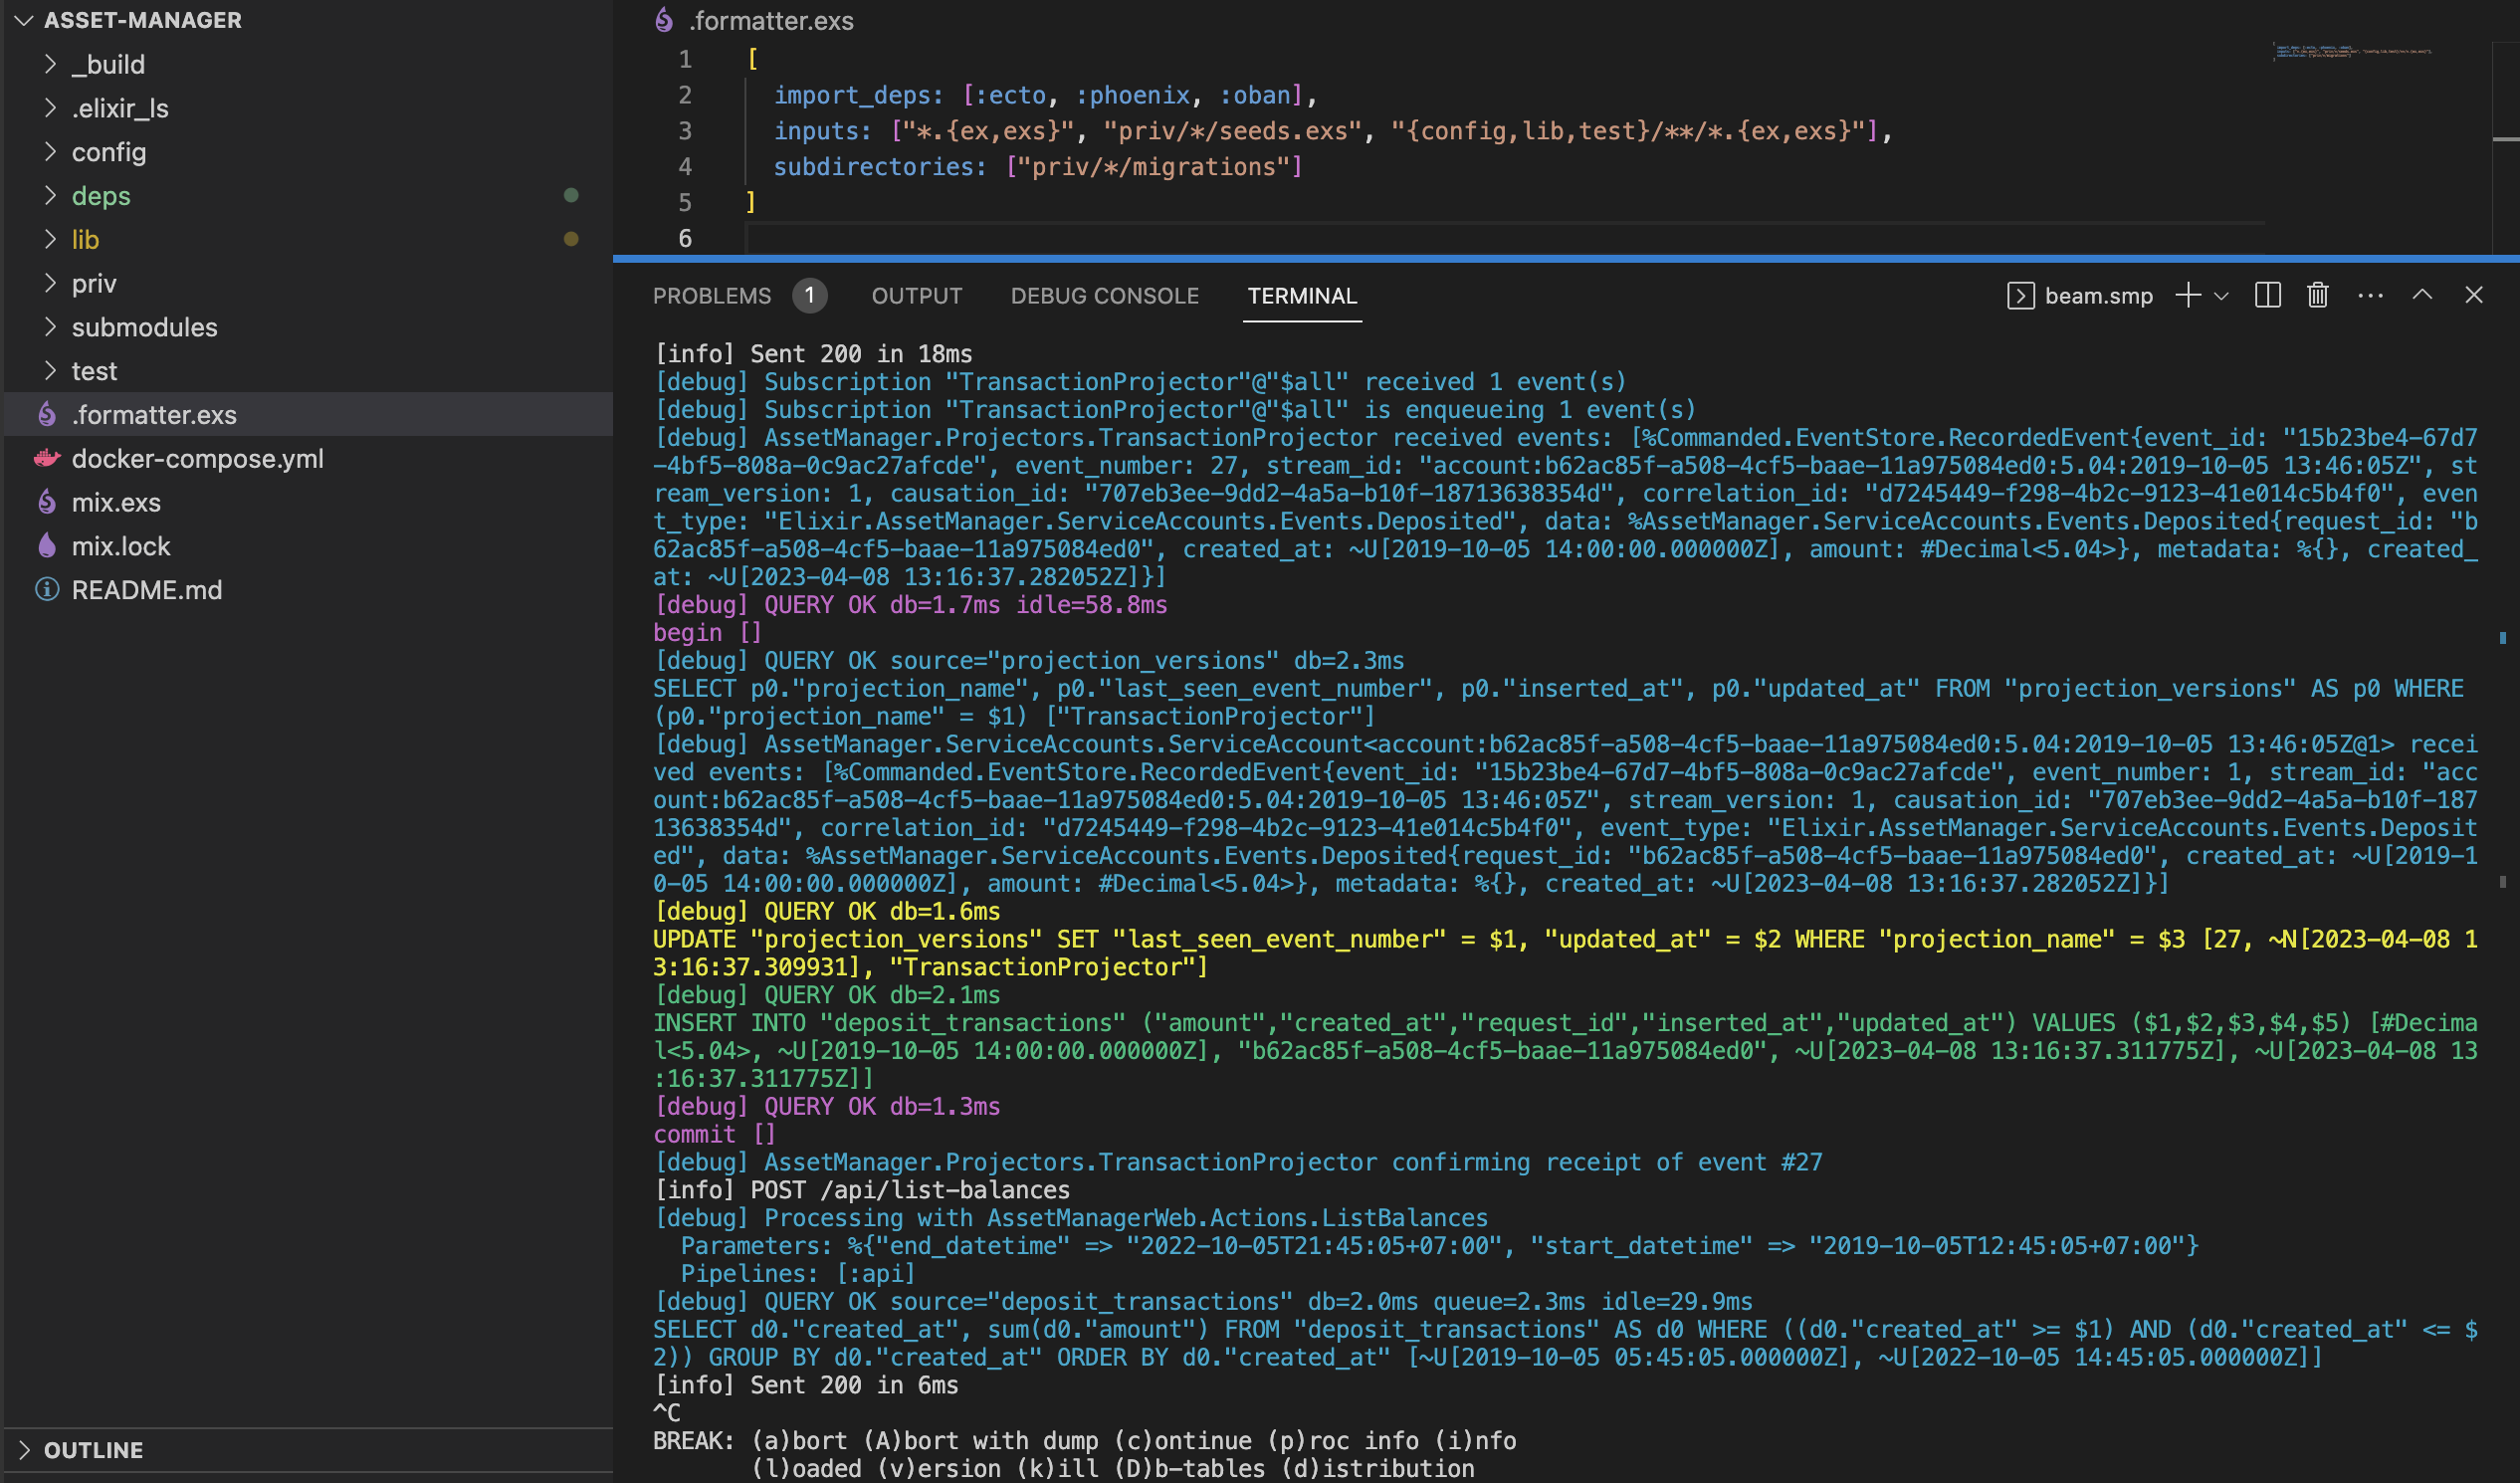 ASSET-MANAGER
_build
.elixir_ls
config
deps
lib
priv
submodules
test
.formatter.exs
docker-compose.yml
mix.exs
mix.lock
README.md
OUTLINE
.formatter.exs
1 [
2 import_deps: [:ecto, :phoenix, :oban],
3 inputs: ["*.{ex,exs}", "priv/*/seeds.exs", "{config,lib,test}/**/*.{ex,exs}"],
4 subdirectories: ["priv/*/migrations"]
5 ]
6
PROBLEMS 1 OUTPUT DEBUG CONSOLE TERMINAL beam.smp
[info] Sent 200 in 18ms
[debug] Subscription "TransactionProjector"@"$all" received 1 event(s)
[debug] Subscription "TransactionProjector"@"$all" is enqueueing 1 event(s)
[debug] AssetManager.Projectors.TransactionProjector received events: [%Commanded.EventStore.RecordedEvent{event_id: "15b23be4-67d7
-4bf5-808a-0c9ac27afcde", event_number: 27, stream_id: "account:b62ac85f-a508-4cf5-baae-11a975084ed0:5.04:2019-10-05 13:46:05Z", st
ream_version: 1, causation_id: "707eb3ee-9dd2-4a5a-b10f-18713638354d", correlation_id: "d7245449-f298-4b2c-9123-41e014c5b4f0", even
t_type: "Elixir.AssetManager.ServiceAccounts.Events.Deposited", data: %AssetManager.ServiceAccounts.Events.Deposited{request_id: "b
62ac85f-a508-4cf5-baae-11a975084ed0", created_at: ~U[2019-10-05 14:00:00.000000Z], amount: #Decimal<5.04>}, metadata: %{}, created_
at: ~U[2023-04-08 13:16:37.282052Z]}]
[debug] QUERY OK db=1.7ms idle=58.8ms
begin []
[debug] QUERY OK source="projection_versions" db=2.3ms
SELECT p0."projection_name", p0."last_seen_event_number", p0."inserted_at", p0."updated_at" FROM "projection_versions" AS p0 WHERE
(p0."projection_name" = $1) ["TransactionProjector"]
[debug] AssetManager.ServiceAccounts.ServiceAccount<account:b62ac85f-a508-4cf5-baae-11a975084ed0:5.04:2019-10-05 13:46:05Z@1> recei
ved events: [%Commanded.EventStore.RecordedEvent{event_id: "15b23be4-67d7-4bf5-808a-0c9ac27afcde", event_number: 1, stream_id: "acc
ount:b62ac85f-a508-4cf5-baae-11a975084ed0:5.04:2019-10-05 13:46:05Z", stream_version: 1, causation_id: "707eb3ee-9dd2-4a5a-b10f-187
13638354d", correlation_id: "d7245449-f298-4b2c-9123-41e014c5b4f0", event_type: "Elixir.AssetManager.ServiceAccounts.Events.Deposit
ed", data: %AssetManager.ServiceAccounts.Events.Deposited{request_id: "b62ac85f-a508-4cf5-baae-11a975084ed0", created_at: ~U[2019-1
0-05 14:00:00.000000Z], amount: #Decimal<5.04>}, metadata: %{}, created_at: ~U[2023-04-08 13:16:37.282052Z]}]
[debug] QUERY OK db=1.6ms
UPDATE "projection_versions" SET "last_seen_event_number" = $1, "updated_at" = $2 WHERE "projection_name" = $3 [27, ~N[2023-04-08 1
3:16:37.309931], "TransactionProjector"]
[debug] QUERY OK db=2.1ms
INSERT INTO "deposit_transactions" ("amount","created_at","request_id","inserted_at","updated_at") VALUES ($1,$2,$3,$4,$5) [#Decima
l<5.04>, ~U[2019-10-05 14:00:00.000000Z], "b62ac85f-a508-4cf5-baae-11a975084ed0", ~U[2023-04-08 13:16:37.311775Z], ~U[2023-04-08 13
:16:37.311775Z]]
[debug] QUERY OK db=1.3ms
commit []
[debug] AssetManager.Projectors.TransactionProjector confirming receipt of event #27
[info] POST /api/list-balances
[debug] Processing with AssetManagerWeb.Actions.ListBalances
Parameters: %{"end_datetime" => "2022-10-05T21:45:05+07:00", "start_datetime" => "2019-10-05T12:45:05+07:00"}
Pipelines: [:api]
[debug] QUERY OK source="deposit_transactions" db=2.0ms queue=2.3ms idle=29.9ms
SELECT d0."created_at", sum(d0."amount") FROM "deposit_transactions" AS d0 WHERE ((d0."created_at" >= $1) AND (d0."created_at" <= $
2)) GROUP BY d0."created_at" ORDER BY d0."created_at" [~U[2019-10-05 05:45:05.000000Z], ~U[2022-10-05 14:45:05.000000Z]]
[info] Sent 200 in 6ms
^C
BREAK: (a)bort (A)bort with dump (c)ontinue (p)roc info (i)nfo
(l)oaded (v)ersion (k)ill (D)b-tables (d)istribution